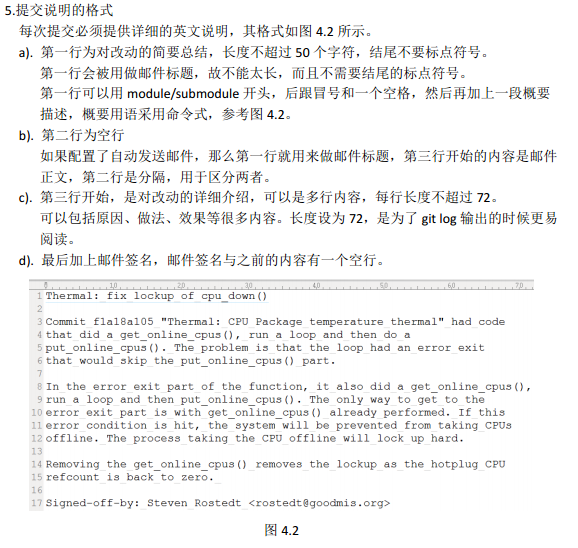 5.提交说明的格式
每次提交必须提供详细的英文说明，其格式如图 4.2 所示。
a). 第一行为对改动的简要总结，长度不超过 50 个字符，结尾不要标点符号。
第一行会被用做邮件标题，故不能太长，而且不需要结尾的标点符号。
第一行可以用 module/submodule 开头，后跟冒号和一个空格，然后再加上一段概要
描述，概要用语采用命令式，参考图 4.2。
b). 第二行为空行
如果配置了自动发送邮件，那么第一行就用来做邮件标题，第三行开始的内容是邮件
正文，第二行是分隔，用于区分两者。
c). 第三行开始，是对改动的详细介绍，可以是多行内容，每行长度不超过 72。
可以包括原因、做法、效果等很多内容。长度设为 72，是为了 git log 输出的时候更易
阅读。
d). 最后加上邮件签名，邮件签名与之前的内容有一个空行。
0 10 20 30 40 50 60 70
1 Thermal: fix lockup of cpu_down()
2
3 Commit f1a18a105 "Thermal: CPU Package temperature thermal" had code
4 that did a get_online_cpus(), run a loop and then do a
5 put_online_cpus(). The problem is that the loop had an error exit
6 that would skip the put_online_cpus() part.
7
8 In the error exit part of the function, it also did a get_online_cpus(),
9 run a loop and then put_online_cpus(). The only way to get to the
10 error exit part is with get_online_cpus() already performed. If this
11 error condition is hit, the system will be prevented from taking CPUs
12 offline. The process taking the CPU offline will lock up hard.
13
14 Removing the get_online_cpus() removes the lockup as the hotplug CPU
15 refcount is back to zero.
16
17 Signed-off-by: Steven Rostedt <rostedt@goodmis.org>
图 4.2